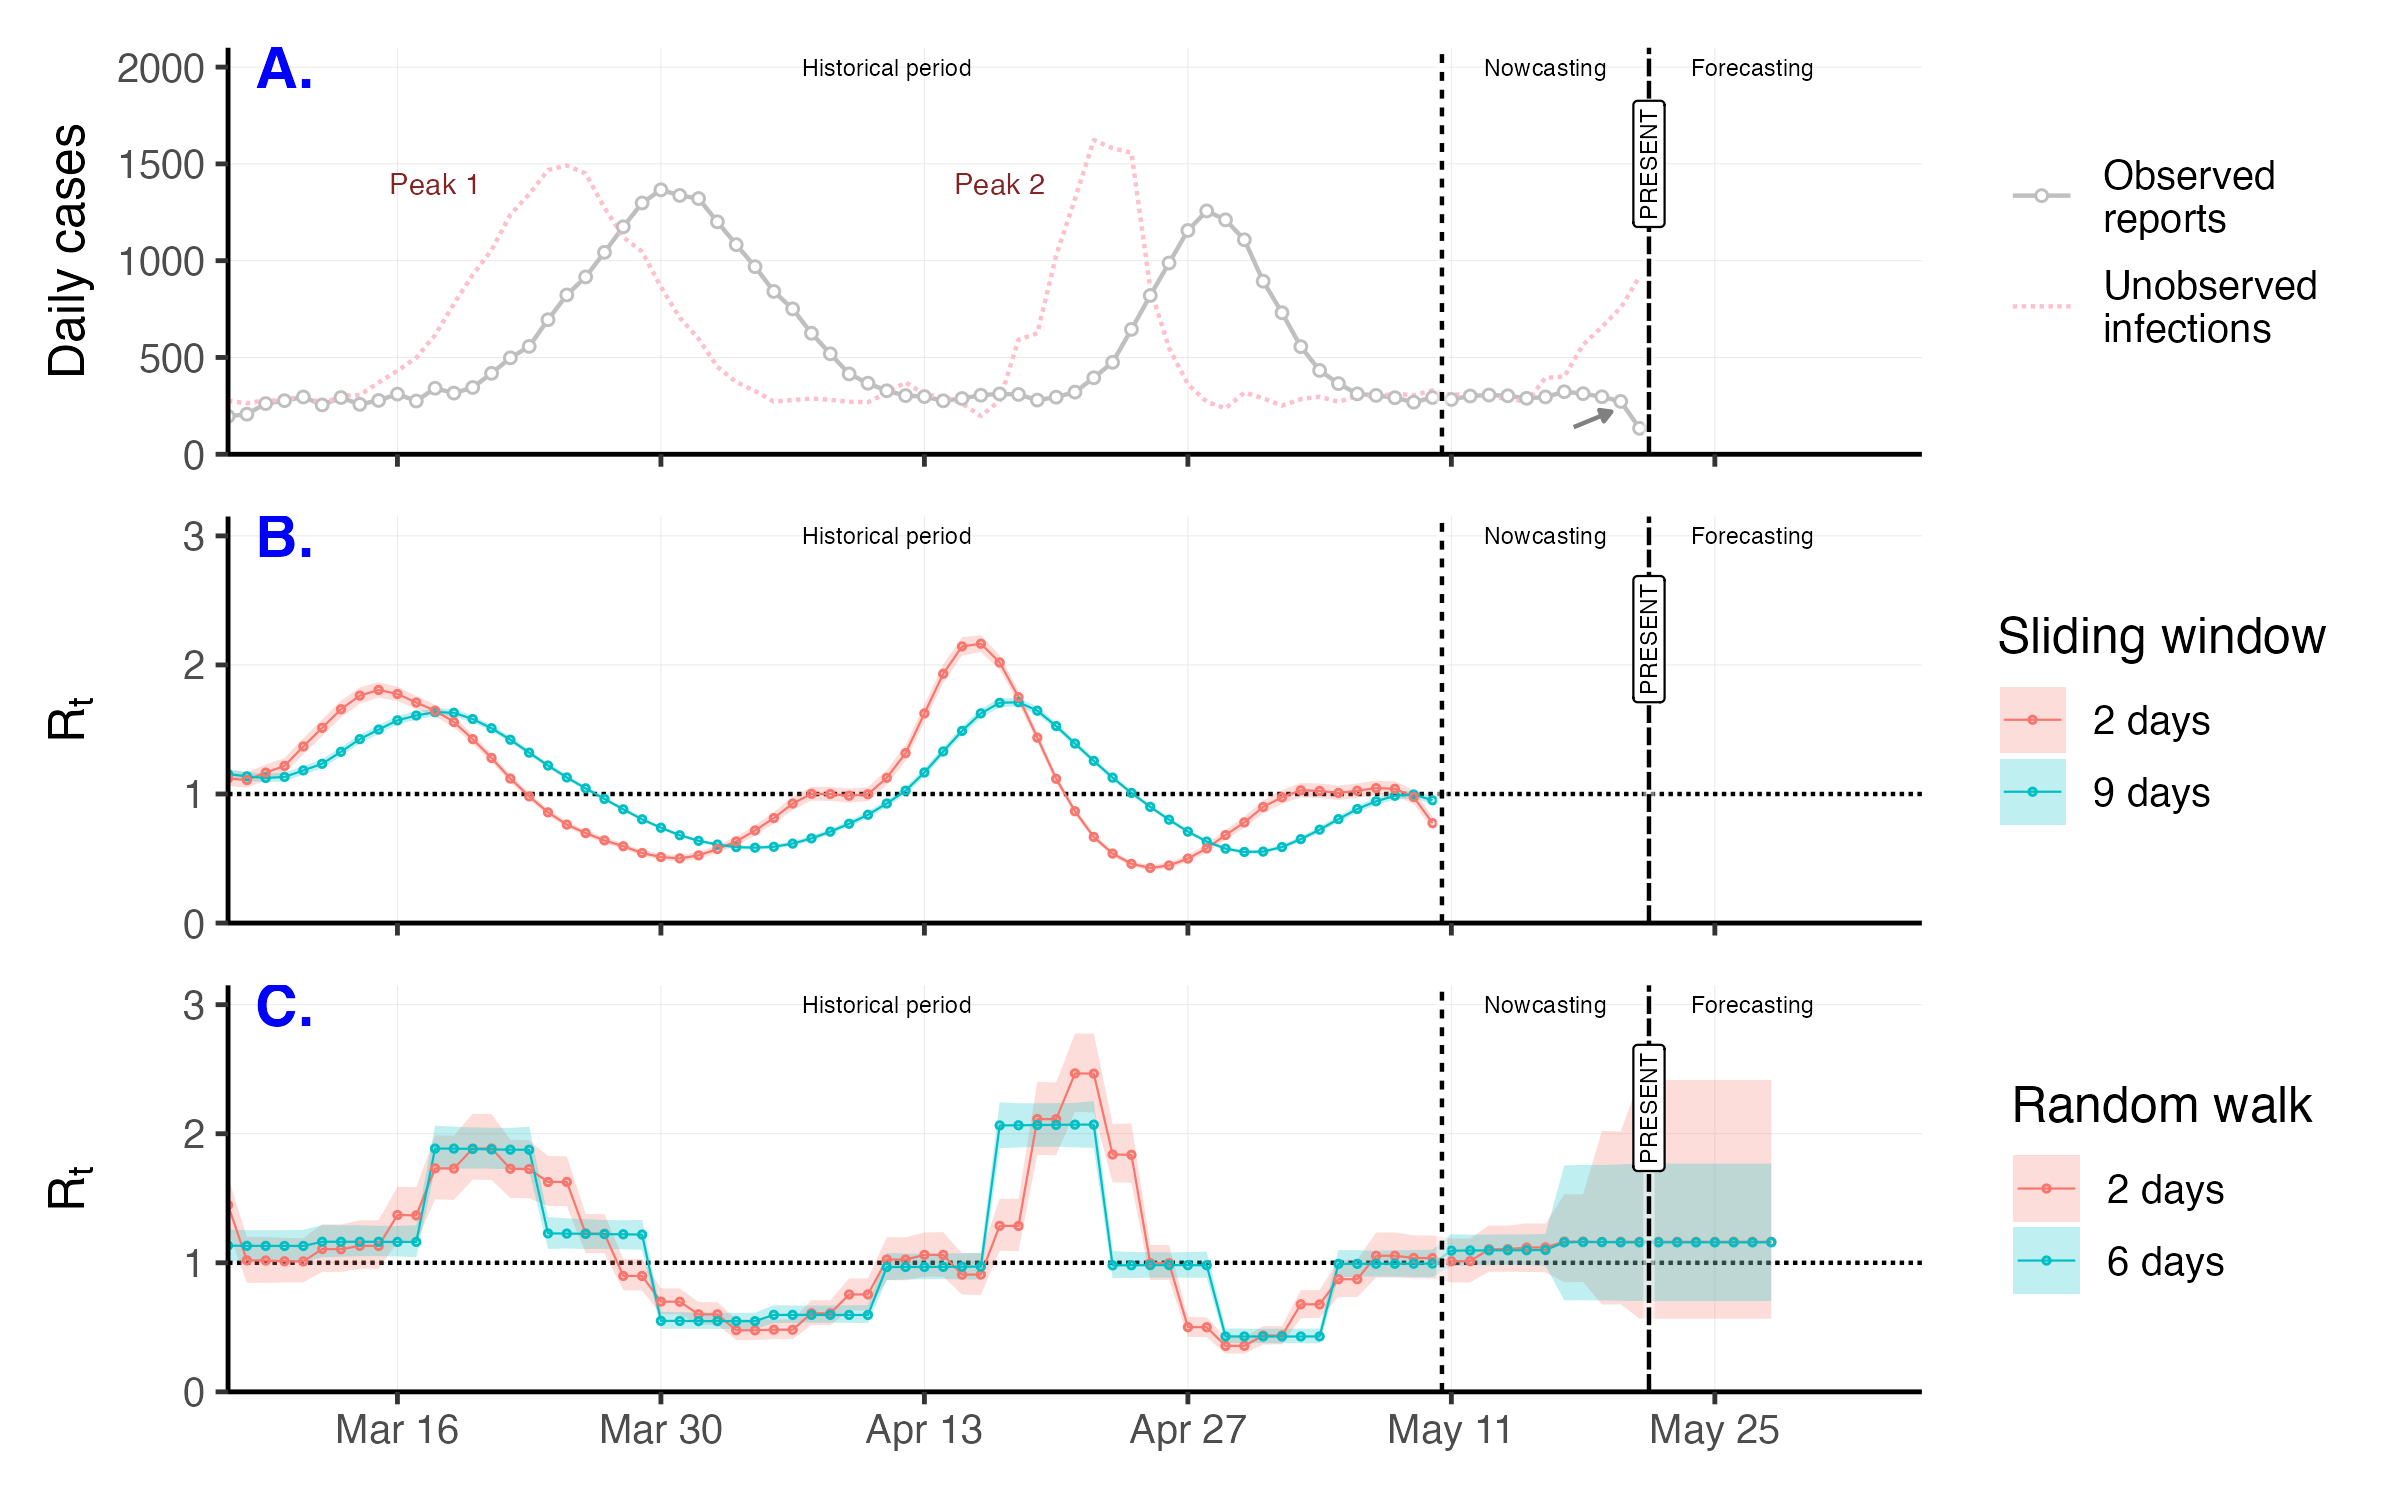 A.
Historical period
Nowcasting
Forecasting
2000
1500
1000
500
0
Daily cases
Peak 1
Peak 2
PRESENT
Observed
reports
Unobserved
infections
B.
Historical period
Nowcasting
Forecasting
3
2
1
0
Rt
PRESENT
Sliding window
2 days
9 days
C.
Historical period
Nowcasting
Forecasting
3
2
1
0
Rt
PRESENT
Random walk
2 days
6 days
Mar 16
Mar 30
Apr 13
Apr 27
May 11
May 25